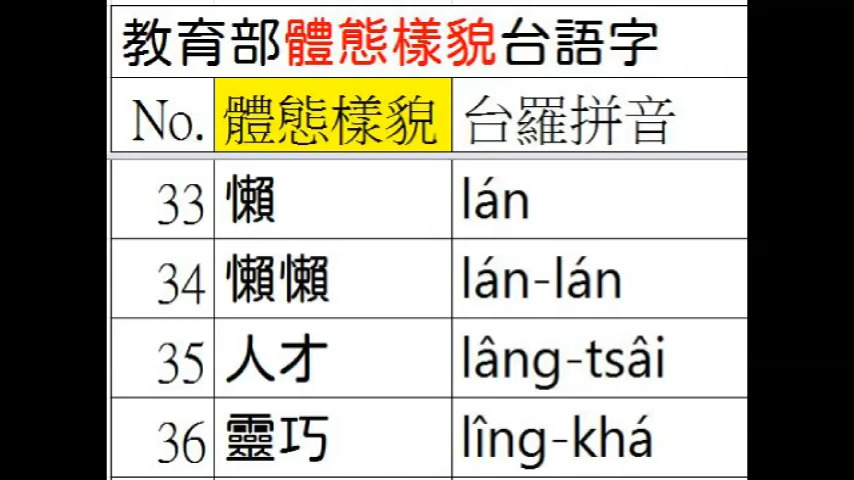 教育部體態樣貌台語字
No. 體態樣貌 台羅拼音
33 懶 lán
34 懶懶 lán-lán
35 人才 lâng-tsâi
36 靈巧 lîng-khá